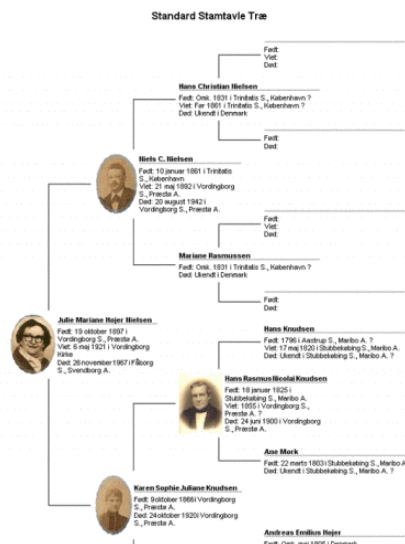 Standard Stamtavle Træ
Født:
Viet:
Død:
Hans Christian Nielsen
Født: Omk. 1831 i Trinitatis S., København ?
Viet: Før 1861 i Trinitatis S., København ?
Død: Ukendt i Denmark
Født:
Død:
Niels C. Nielsen
Født: 10 januar 1861 i Trinitatis
S., København
Viet: 21 maj 1892 i Vordingborg
S., Præstø A.
Død: 20 august 1942 i
Vordingborg S., Præstø A.
Født:
Viet:
Død:
Mariane Rasmussen
Født: Omk. 1831 i Trinitatis S., København ?
Død: Ukendt i Denmark
Født:
Død:
Julie Mariane Højer Nielsen
Født: 19 oktober 1897 i
Vordingborg S., Præstø A.
Viet: 6 maj 1921 i Vordingborg
Kirke
Død: 26 november 1967 i Fåborg
S., Svendborg A.
Hans Knudsen
Født: 1796 i Aastrup S., Maribo A. ?
Viet: 17 maj 1820 i Stubbekøbing S., Maribo A.
Død: Ukendt i Stubbekøbing S., Maribo A. ?
Hans Rasmus Nicolai Knudsen
Født: 18 januar 1825 i
Stubbekøbing S., Maribo A.
Viet: 1855 i Vordingborg S.,
Præstø A. ?
Død: 24 juni 1900 i Vordingborg
S., Præstø A.
Ane Mørk
Født: 22 marts 1803 i Stubbekøbing S., Maribo A
Død: Ukendt i Stubbekøbing S., Maribo A. ?
Karen Sophie Juliane Knudsen
Født: 9 oktober 1866 i Vordingborg
S., Præstø A.
Død: 24 oktober 1920 i Vordingborg
S., Præstø A.
Andreas Emilius Højer